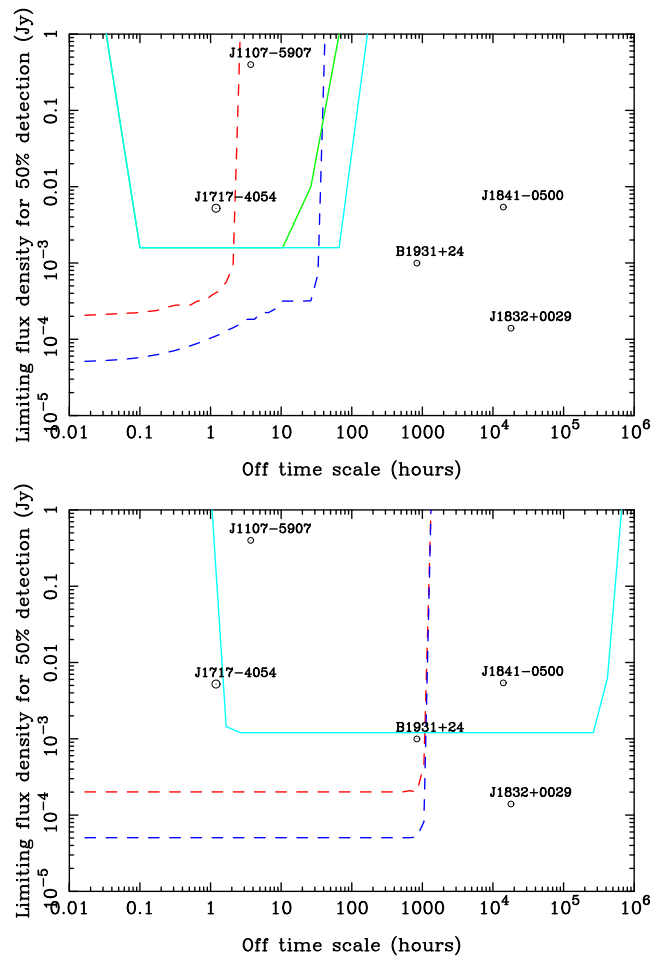 Limiting flux density for 50% detection (Jy)
1
0.1
0.01
10⁻³
10⁻⁴
10⁻⁵
J1107-5907
J1717-4054
J1841-0500
B1931+24
J1832+0029
0.01 0.1 1 10 100 1000 10⁴ 10⁵ 10⁶
Off time scale (hours)
Limiting flux density for 50% detection (Jy)
1
0.1
0.01
10⁻³
10⁻⁴
10⁻⁵
J1107-5907
J1717-4054
J1841-0500
B1931+24
J1832+0029
0.01 0.1 1 10 100 1000 10⁴ 10⁵ 10⁶
Off time scale (hours)